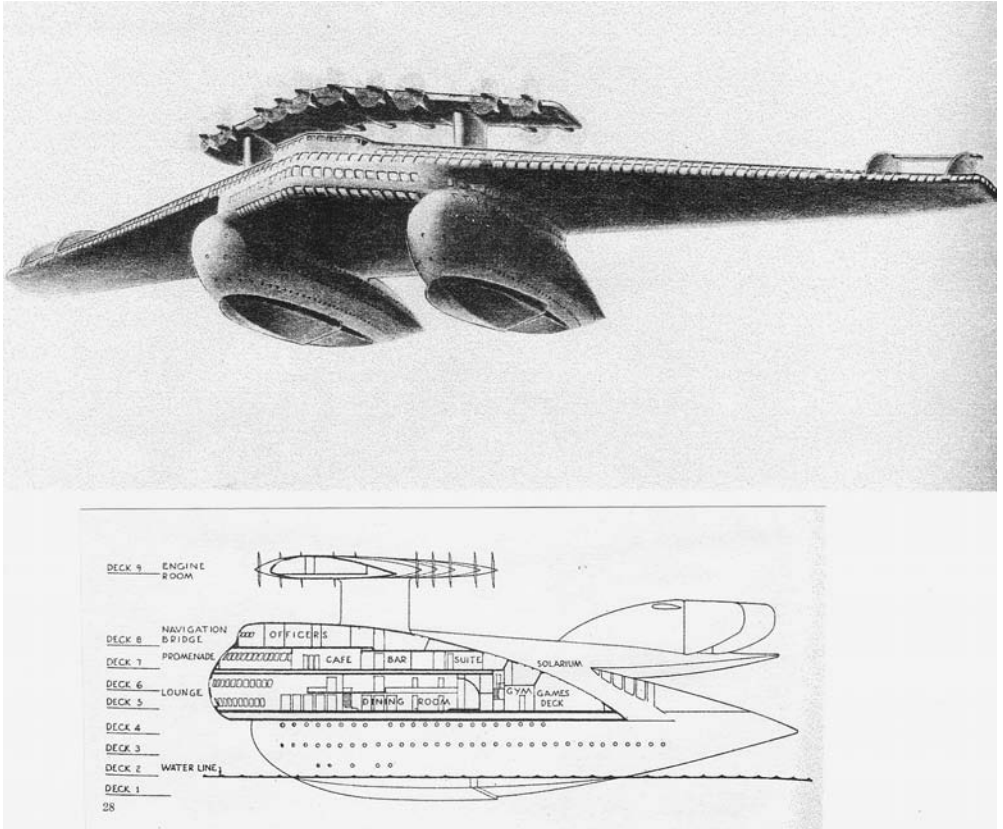 DECK 9 ENGINE
ROOM
DECK 8 NAVIGATION
BRIDGE
OFFICERS
DECK 7 PROMENADE
CAFE BAR SUITE SOLARIUM
DECK 6
LOUNGE
GYM GAMES
DECK
DECK 5
DINING ROOM
DECK 4
DECK 3
DECK 2 WATER LINE
DECK 1
28